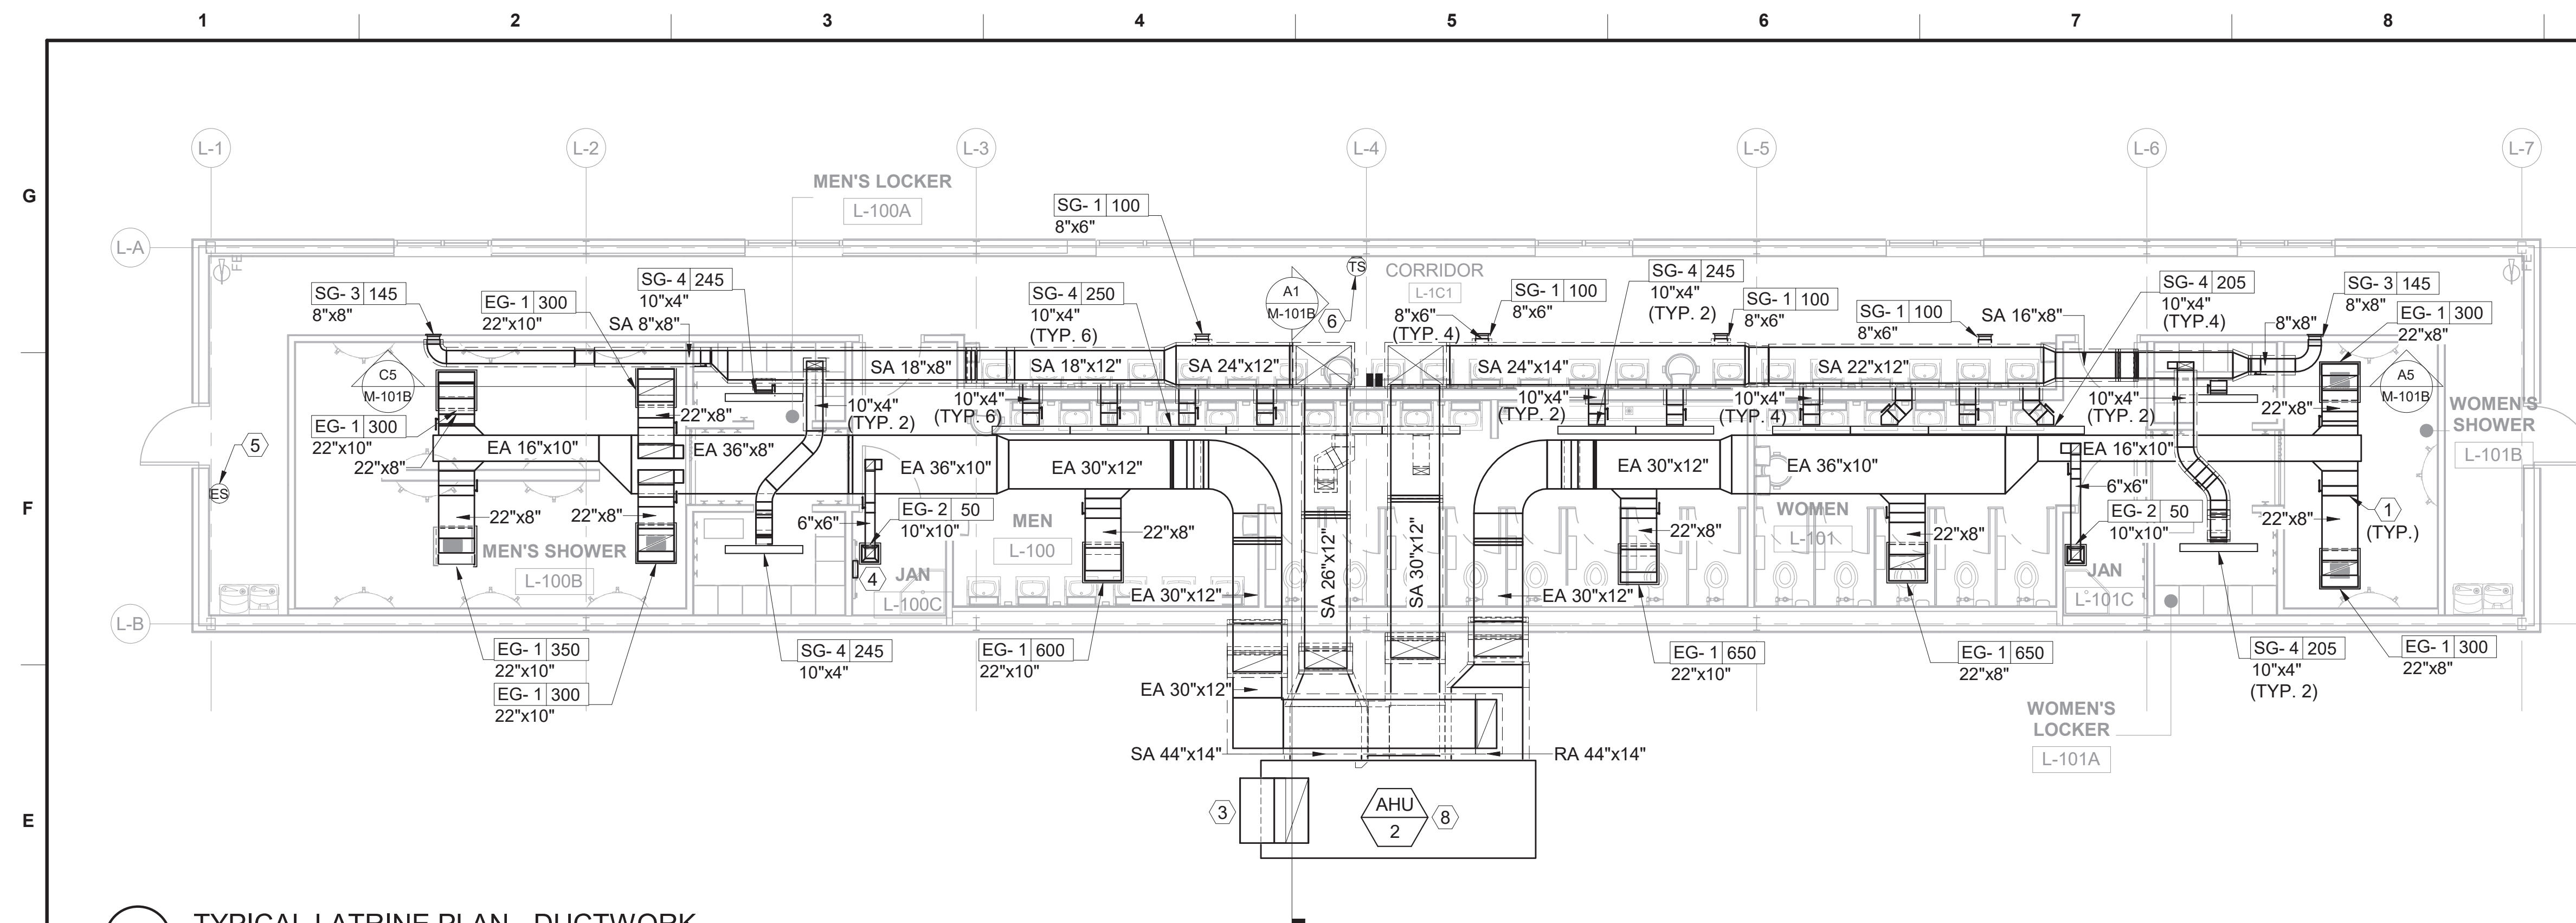 1 2 3 4 5 6 7 8
G
F
E
L-1 L-2 L-3 L-4 L-5 L-6 L-7
L-A
L-B
MEN'S LOCKER
L-100A
SG- 1 100
8"x6"
FE
SG- 3 145
8"x8"
EG- 1 300
22"x10"
SA 8"x8"
SG- 4 245
10"x4"
SG- 4 250
10"x4"
(TYP. 6)
A1
M-101B
TS
6
CORRIDOR
L-1C1
8"x6"
(TYP. 4)
SG- 1 100
8"x6"
SG- 4 245
10"x4"
(TYP. 2)
SG- 1 100
8"x6"
SG- 1 100
8"x6"
SA 16"x8"
SG- 4 205
10"x4"
(TYP.4)
8"x8"
SG- 3 145
8"x8"
EG- 1 300
22"x8"
FE
C5
M-101B
SA 18"x8"
SA 18"x12"
SA 24"x12"
SA 24"x14"
SA 22"x12"
A5
M-101B
EG- 1 300
22"x10"
22"x8"
22"x8"
10"x4"
(TYP. 2)
10"x4"
(TYP. 6)
10"x4"
(TYP. 2)
10"x4"
(TYP. 4)
10"x4"
(TYP. 2)
22"x8"
WOMEN'S
SHOWER
L-101B
5
ES
EA 16"x10"
EA 36"x8"
EA 36"x10"
EA 30"x12"
EA 30"x12"
EA 36"x10"
EA 16"x10"
22"x8"
22"x8"
MEN'S SHOWER
L-100B
6"x6"
EG- 2 50
10"x10"
4
JAN
L-100C
MEN
L-100
22"x8"
EA 30"x12"
SA 26"x12"
SA 30"x12"
EA 30"x12"
22"x8"
WOMEN
L-101
22"x8"
6"x6"
EG- 2 50
10"x10"
JAN
L-101C
22"x8"
1
(TYP.)
EG- 1 350
22"x10"
EG- 1 300
22"x10"
SG- 4 245
10"x4"
EG- 1 600
22"x10"
EA 30"x12"
EG- 1 650
22"x10"
EG- 1 650
22"x8"
SG- 4 205
10"x4"
(TYP. 2)
EG- 1 300
22"x8"
WOMEN'S
LOCKER
L-101A
SA 44"x14"
RA 44"x14"
3
AHU
2
8
TYPICAL LATRINE PLAN - DUCTWORK